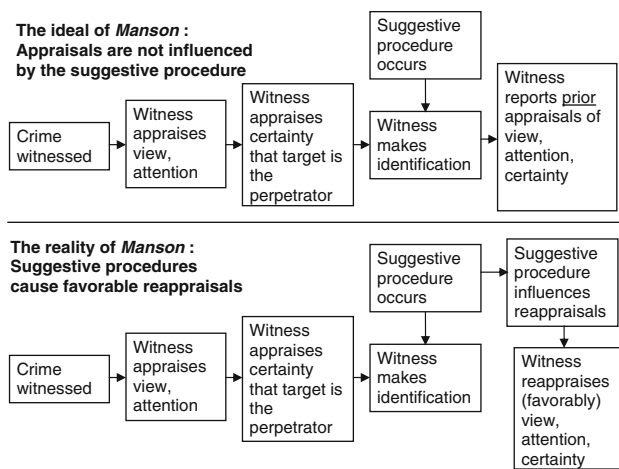 The ideal of Manson :
Appraisals are not influenced
by the suggestive procedure
Suggestive
procedure
occurs
Crime
witnessed
Witness
appraises
view,
attention
Witness
appraises
certainty
that target is
the
perpetrator
Witness
makes
identification
Witness
reports prior
appraisals of
view,
attention,
certainty
The reality of Manson :
Suggestive procedures
cause favorable reappraisals
Suggestive
procedure
occurs
Suggestive
procedure
influences
reappraisals
Crime
witnessed
Witness
appraises
view,
attention
Witness
appraises
certainty
that target is
the
perpetrator
Witness
makes
identification
Witness
reappraises
(favorably)
view,
attention,
certainty